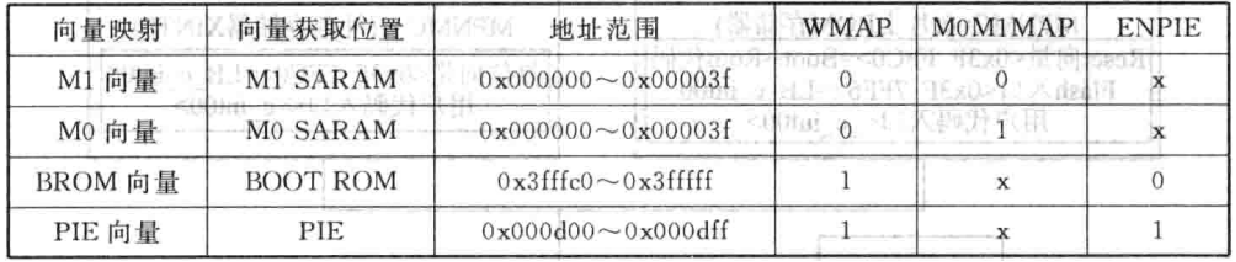 向量映射 向量获取位置 地址范围 WMAP M0M1MAP ENPIE
M1 向量 M1 SARAM 0x000000～0x00003f 0 0 x
M0 向量 M0 SARAM 0x000000～0x00003f 0 1 x
BROM 向量 BOOT ROM 0x3fffc0～0x3fffff 1 x 0
PIE 向量 PIE 0x000d00～0x000dff 1 x 1